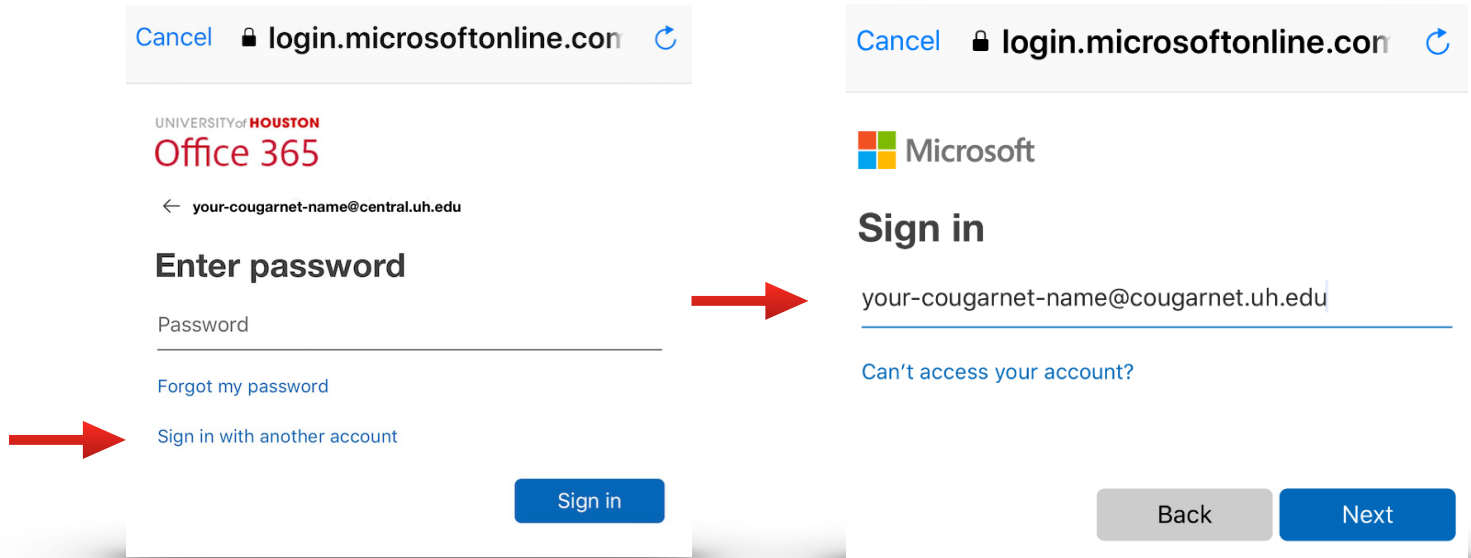 Cancel login.microsoftonline.com
UNIVERSITY of HOUSTON
Office 365
your-cougarnet-name@central.uh.edu
Enter password
Password
Forgot my password
Sign in with another account
Sign in
Cancel login.microsoftonline.com
Microsoft
Sign in
your-cougarnet-name@cougarnet.uh.edu
Can't access your account?
Back Next